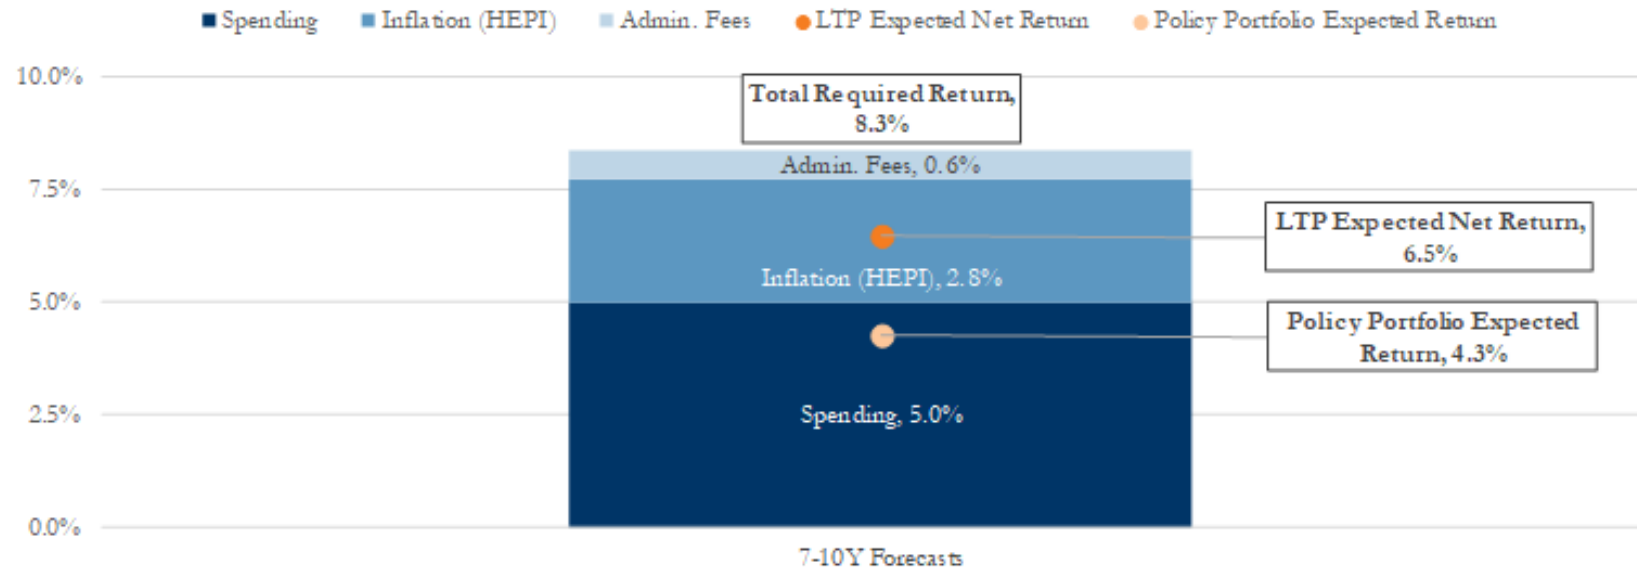 Spending Inflation (HEPI) Admin. Fees LTP Expected Net Return Policy Portfolio Expected Return
10.0%
Total Required Return,
8.3%
Admin. Fees, 0.6%
7.5%
LTP Expected Net Return,
6.5%
Inflation (HEPI), 2.8%
5.0%
Policy Portfolio Expected
Return, 4.3%
2.5%
Spending, 5.0%
0.0%
7-10Y Forecasts